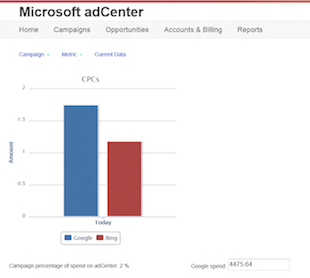 Microsoft adCenter
Home Campaigns Opportunities Accounts & Billing Reports
Campaign Metric Current Data
CPCs
2
1.5
1
0.5
0
Amount
Today
Google Bing
Campaign percentage of spend on adCenter: 2 % Google spend: 4475.64